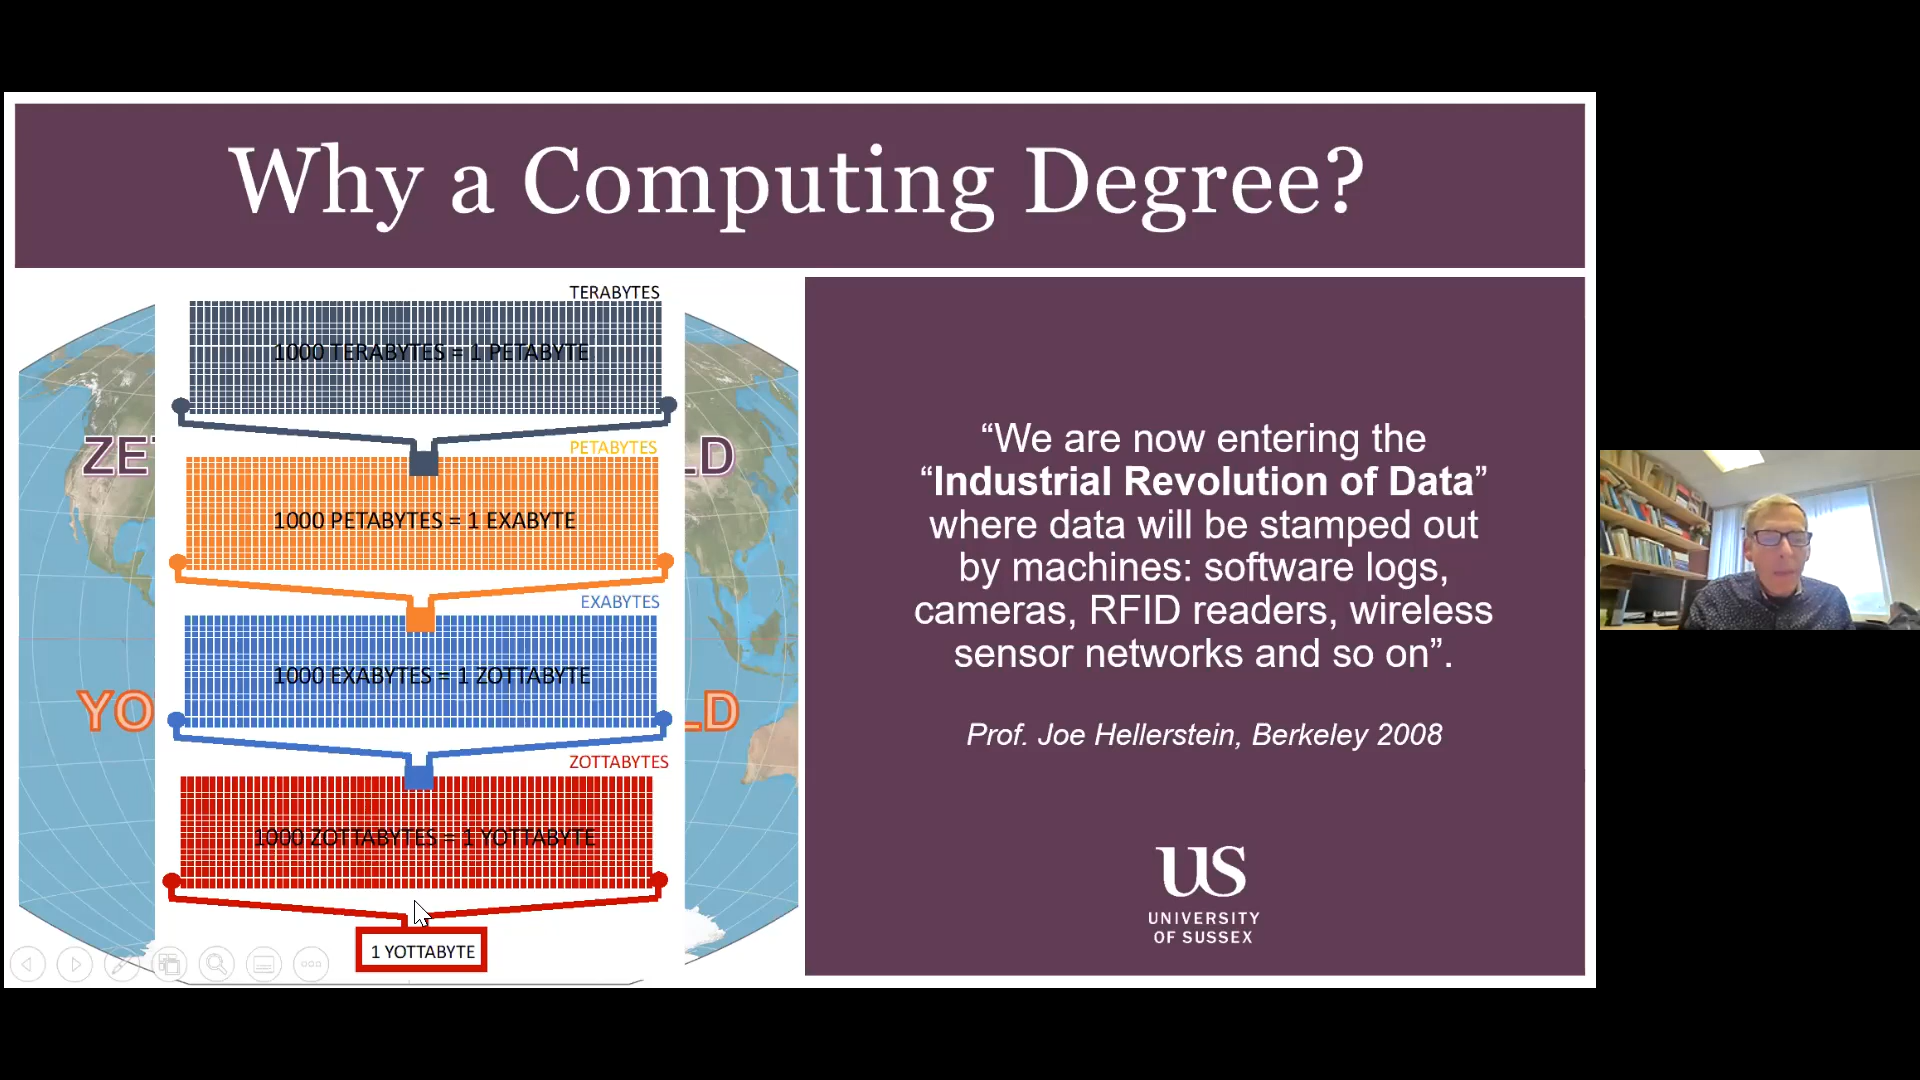 Why a Computing Degree?
TERABYTES
1000 TERABYTES = 1 PETABYTE
PETABYTES
1000 PETABYTES = 1 EXABYTE
EXABYTES
1000 EXABYTES = 1 ZOTTABYTE
ZOTTABYTES
1000 ZOTTABYTES = 1 YOTTABYTE
1 YOTTABYTE
ZE
LD
YO
LD
“We are now entering the
“Industrial Revolution of Data”
where data will be stamped out
by machines: software logs,
cameras, RFID readers, wireless
sensor networks and so on”.
Prof. Joe Hellerstein, Berkeley 2008
US
UNIVERSITY
OF SUSSEX